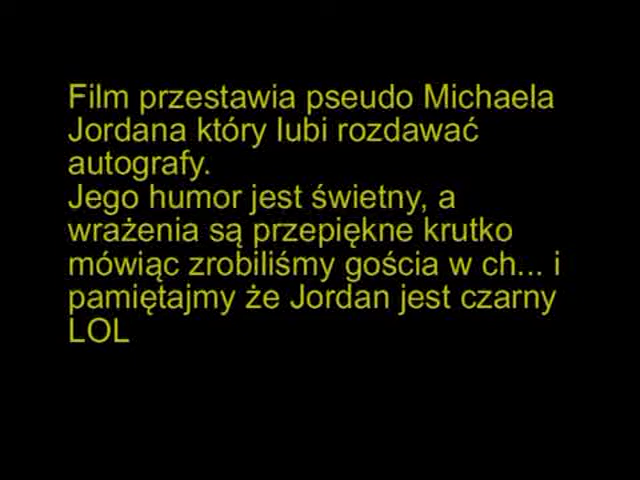 Film przestawia pseudo Michaela
Jordana który lubi rozdawać
autografy.
Jego humor jest świetny, a
wrażenia są przepiękne krutko
mówiąc zrobiliśmy gościa w ch... i
pamiętajmy że Jordan jest czarny
LOL